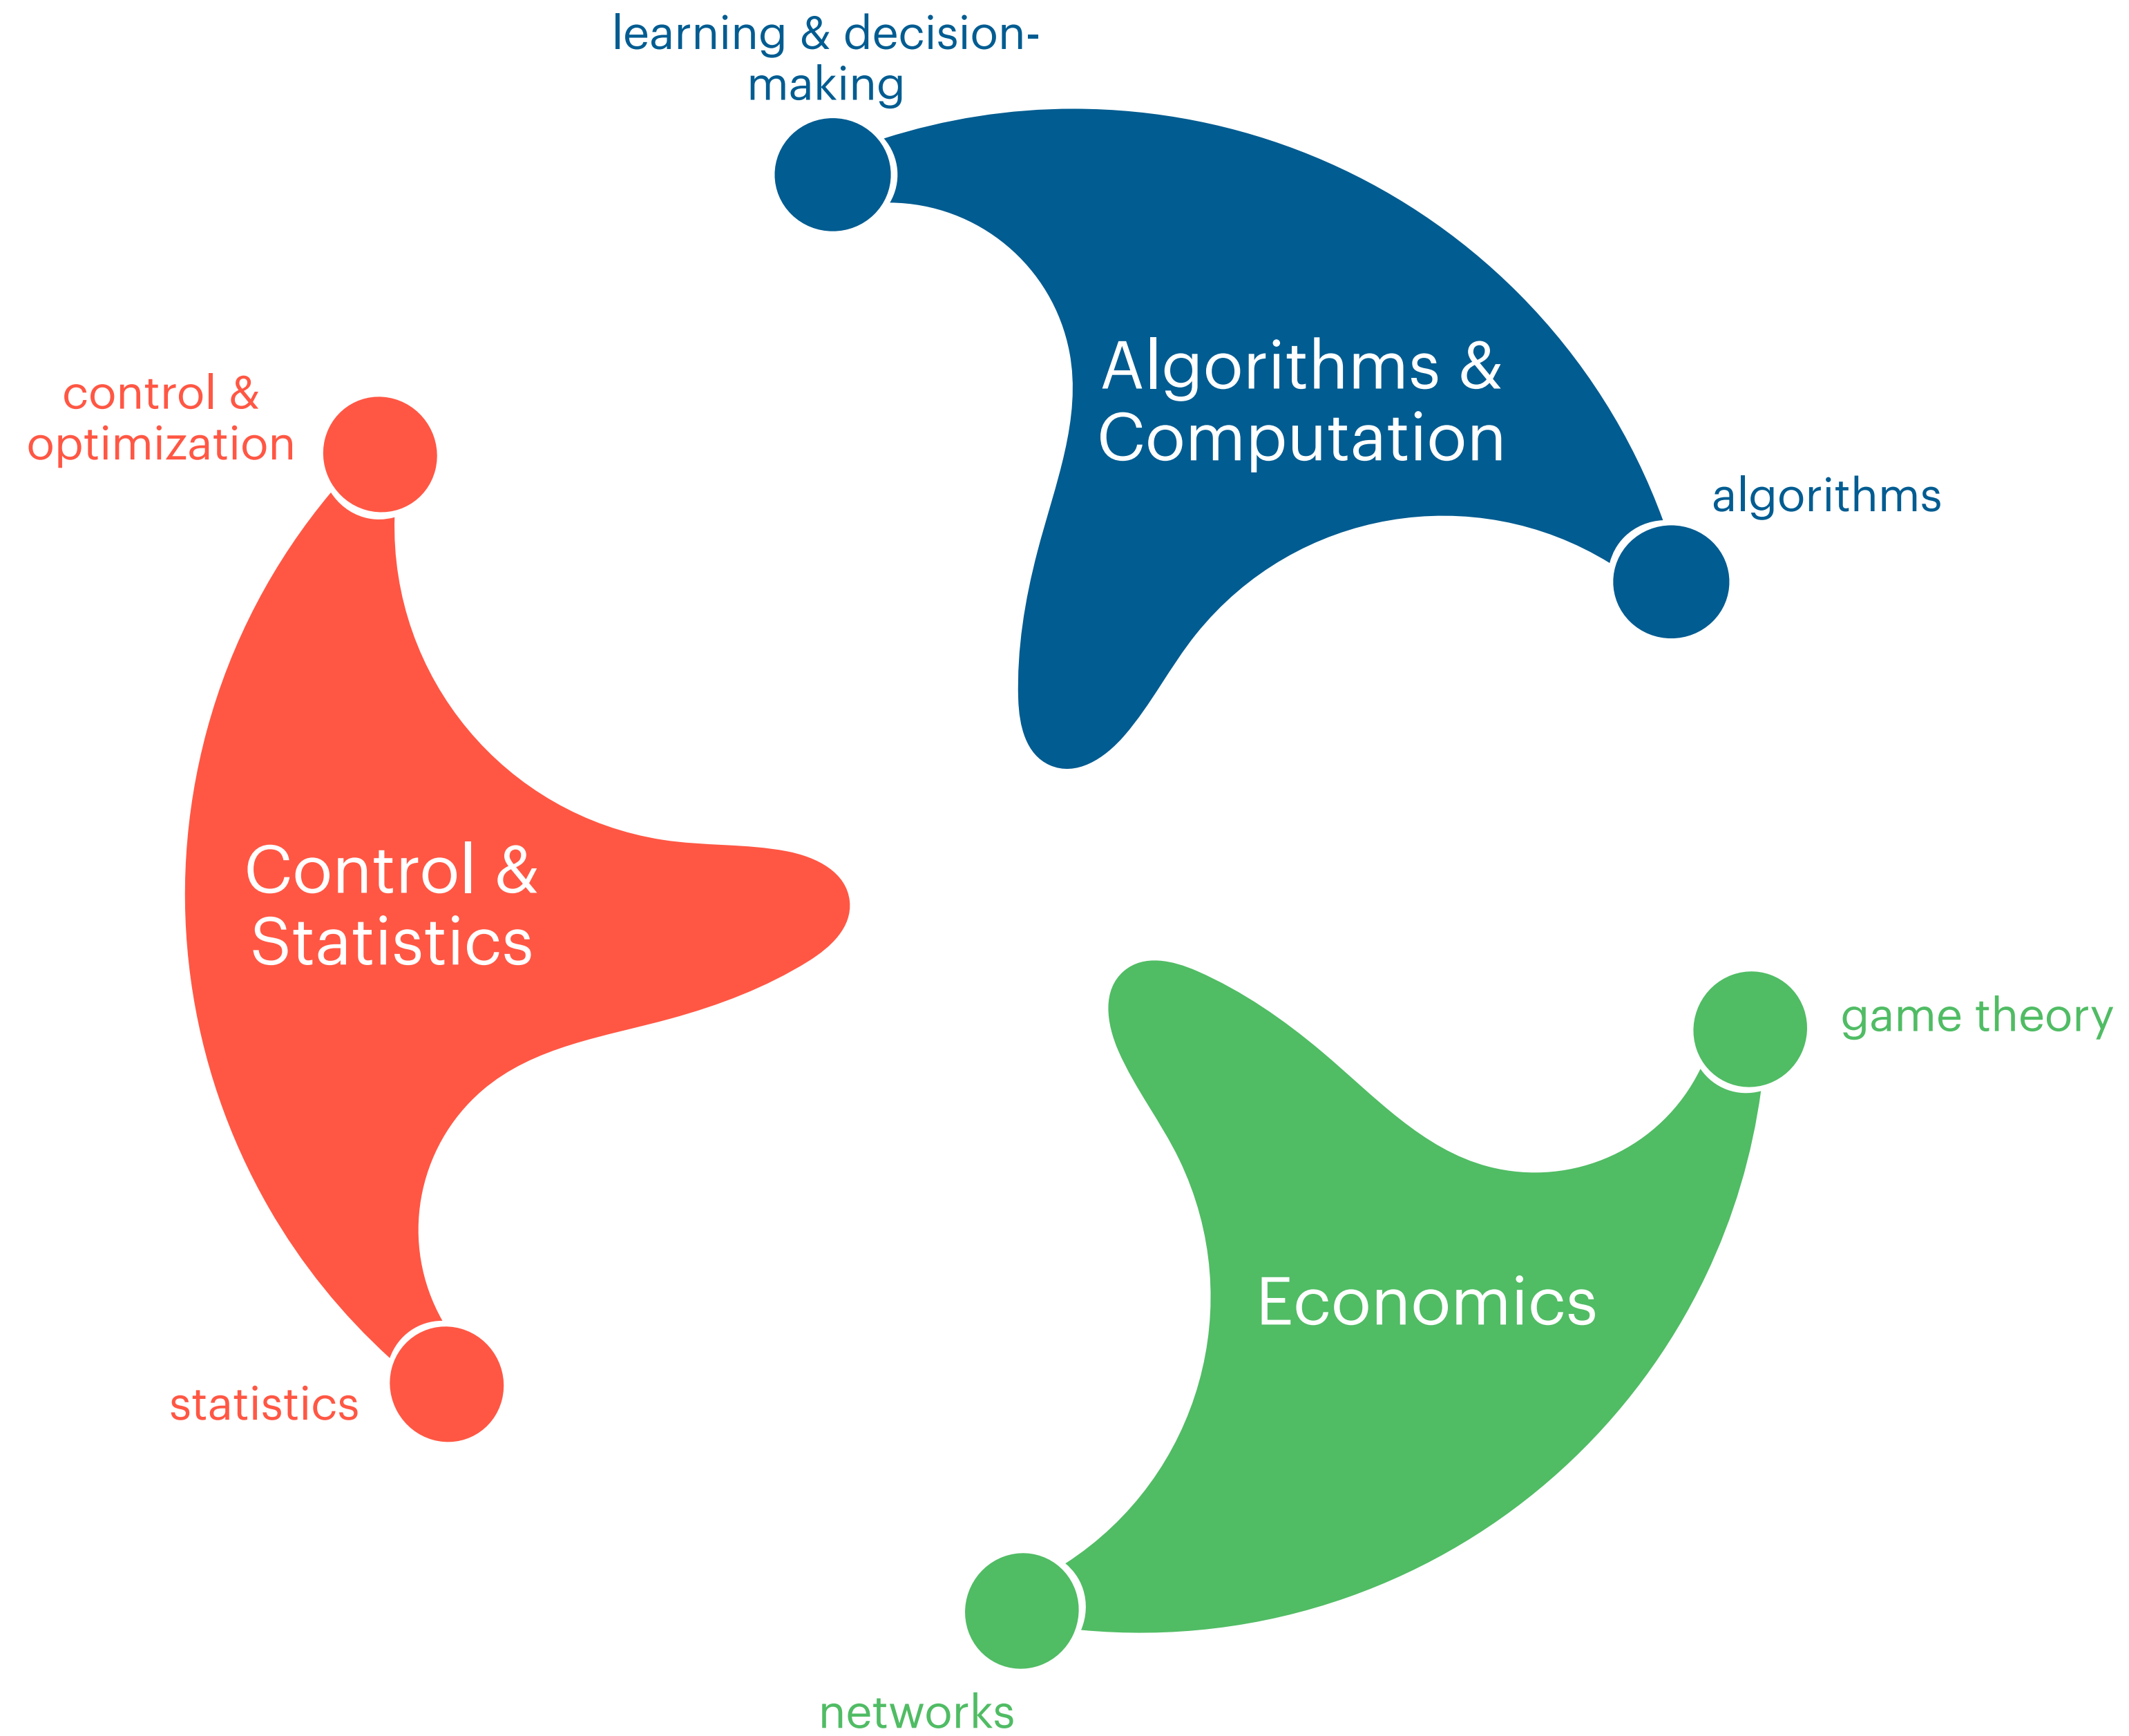 learning & decision-
making
Algorithms &
Computation
control &
optimization
algorithms
Control &
Statistics
game theory
Economics
statistics
networks